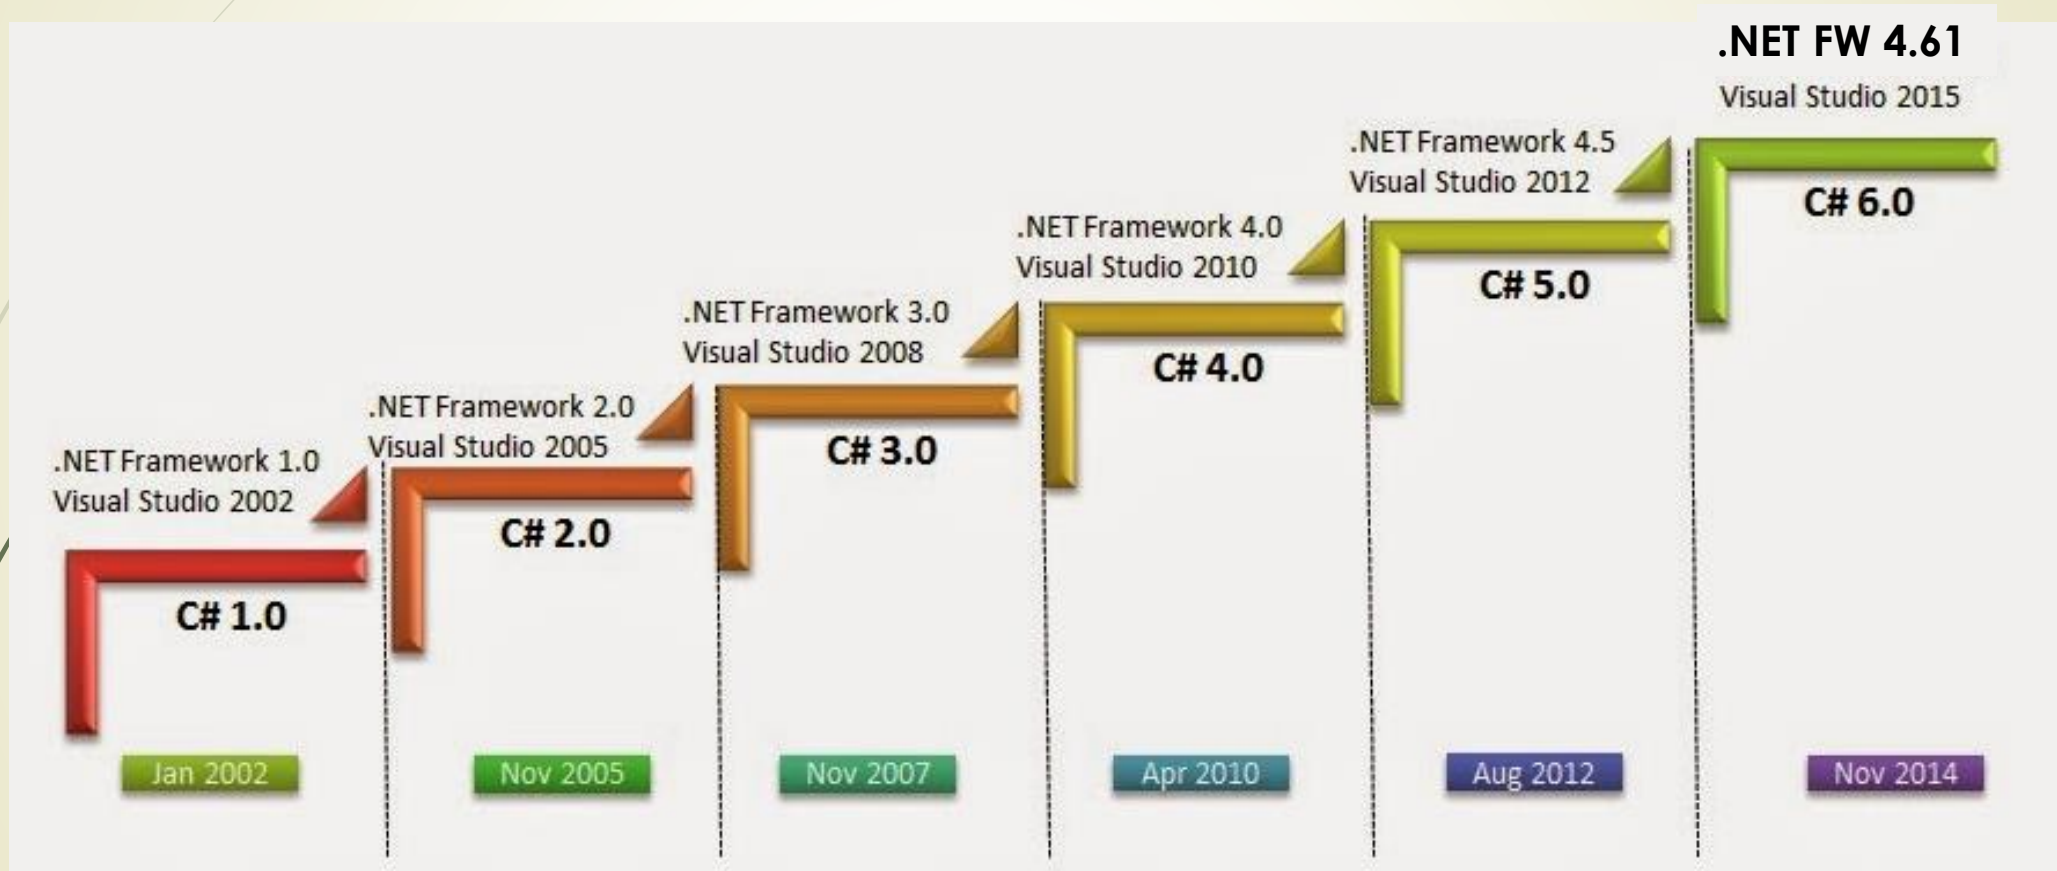 .NET FW 4.61
Visual Studio 2015
C# 6.0
.NET Framework 4.5
Visual Studio 2012
C# 5.0
.NET Framework 4.0
Visual Studio 2010
C# 4.0
.NET Framework 3.0
Visual Studio 2008
C# 3.0
.NET Framework 2.0
Visual Studio 2005
C# 2.0
.NET Framework 1.0
Visual Studio 2002
C# 1.0
Jan 2002
Nov 2005
Nov 2007
Apr 2010
Aug 2012
Nov 2014